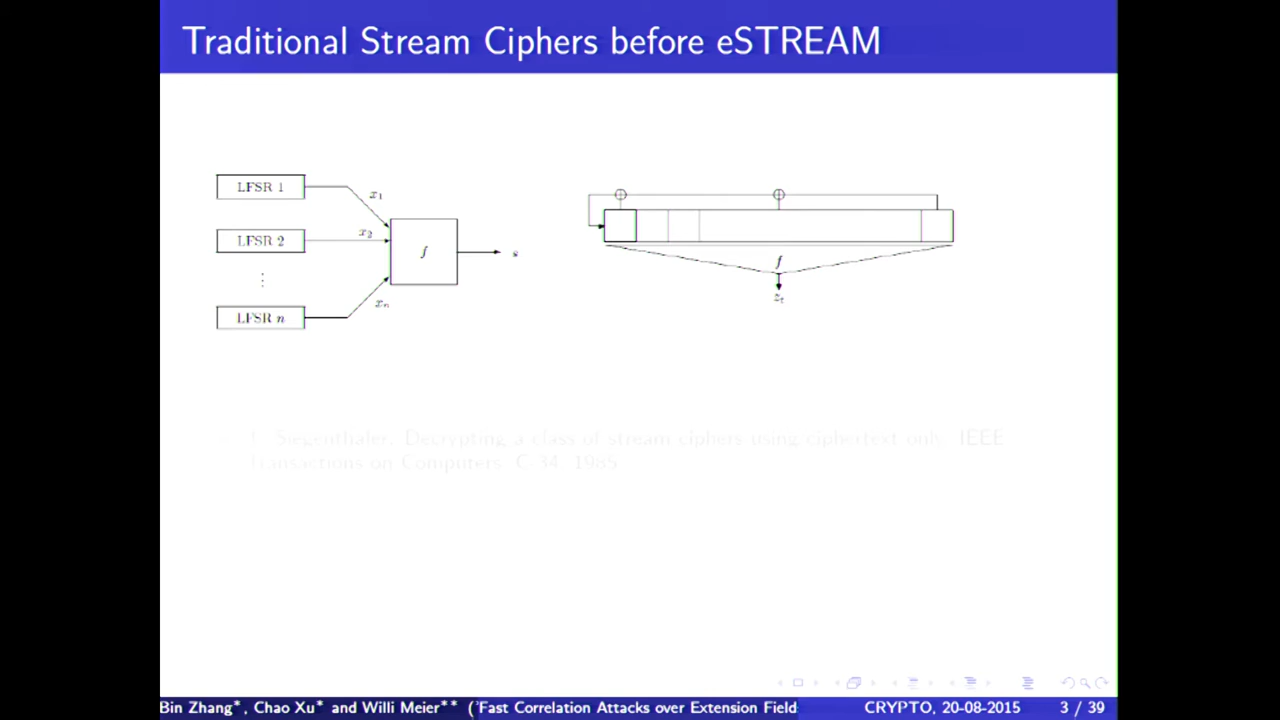 Traditional Stream Ciphers before eSTREAM
LFSR 1
x₁
LFSR 2
x₂
f
s
⋮
LFSR n
xₙ
f
zₜ
T. Siegenthaler. Decrypting a class of stream ciphers using ciphertext only. IEEE
Transactions on Computers, C-34, 1985
Bin Zhang*, Chao Xu* and Willi Meier** ( Fast Correlation Attacks over Extension Field CRYPTO, 20-08-2015 3 / 39